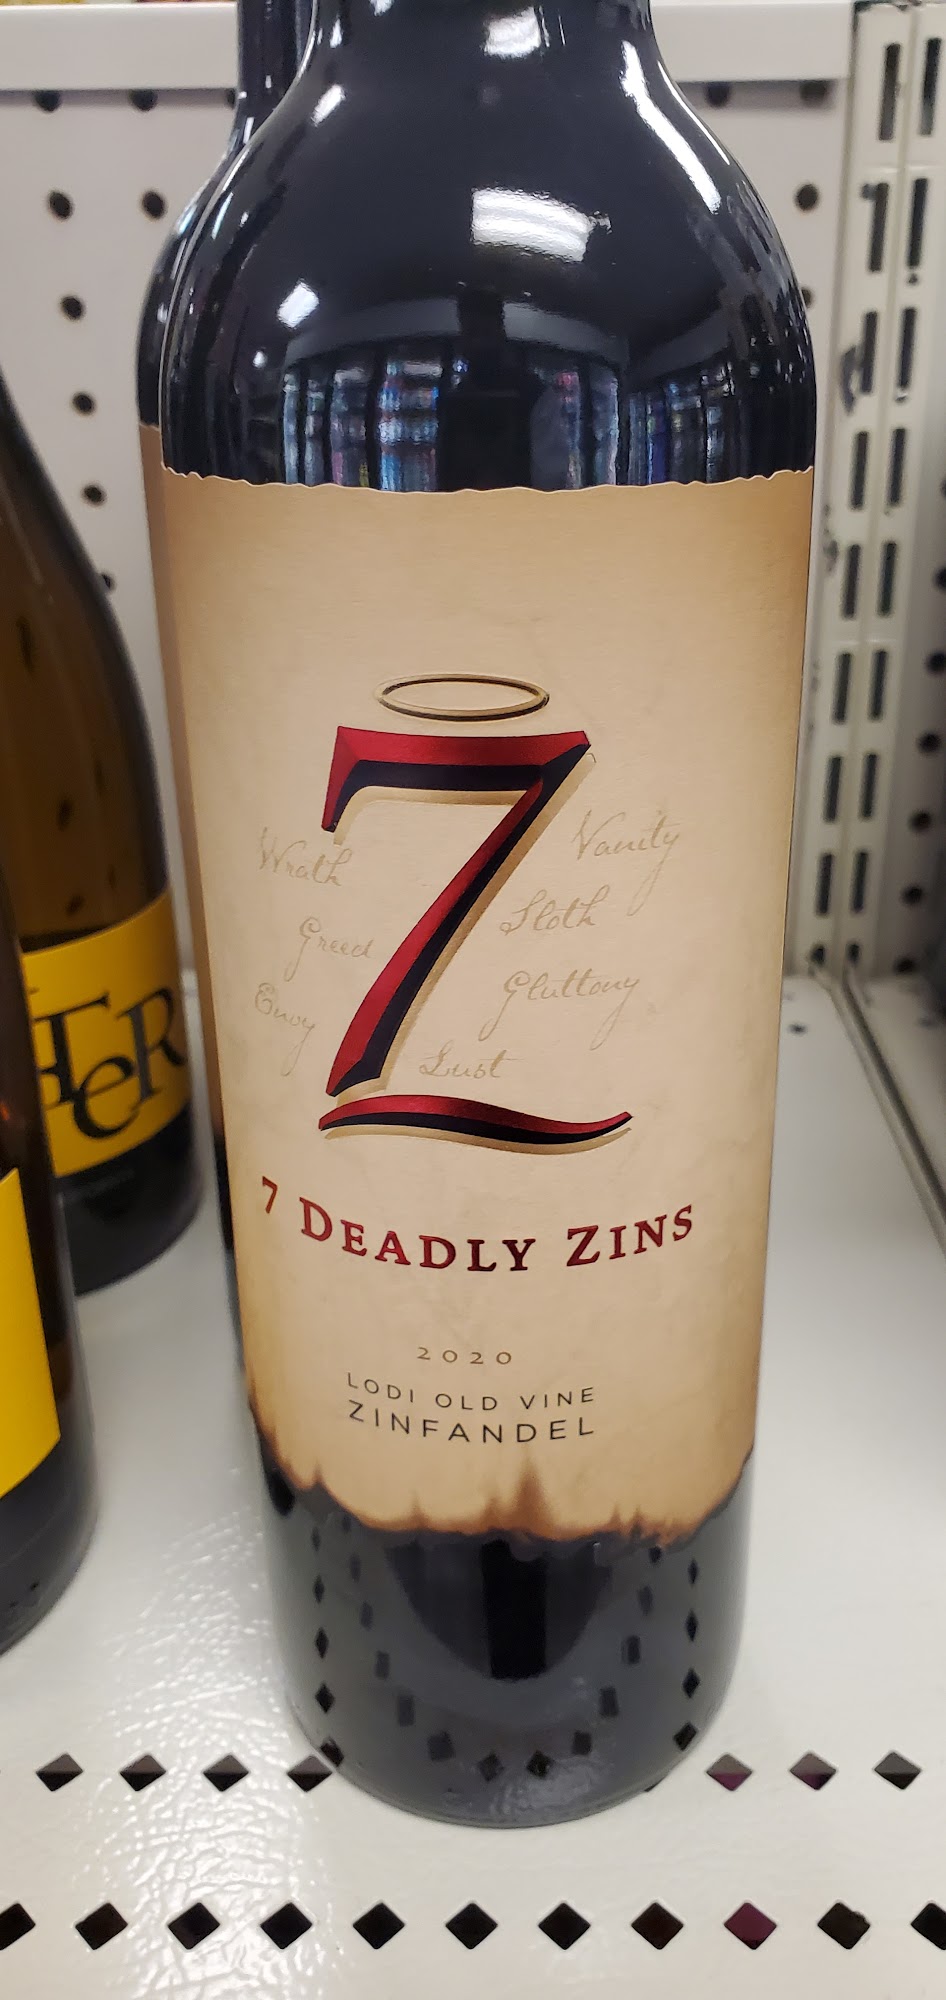 7
Wrath
Vanity
Greed
Sloth
Envy
Gluttony
Lust
7 DEADLY ZINS
2020
LODI OLD VINE
ZINFANDEL